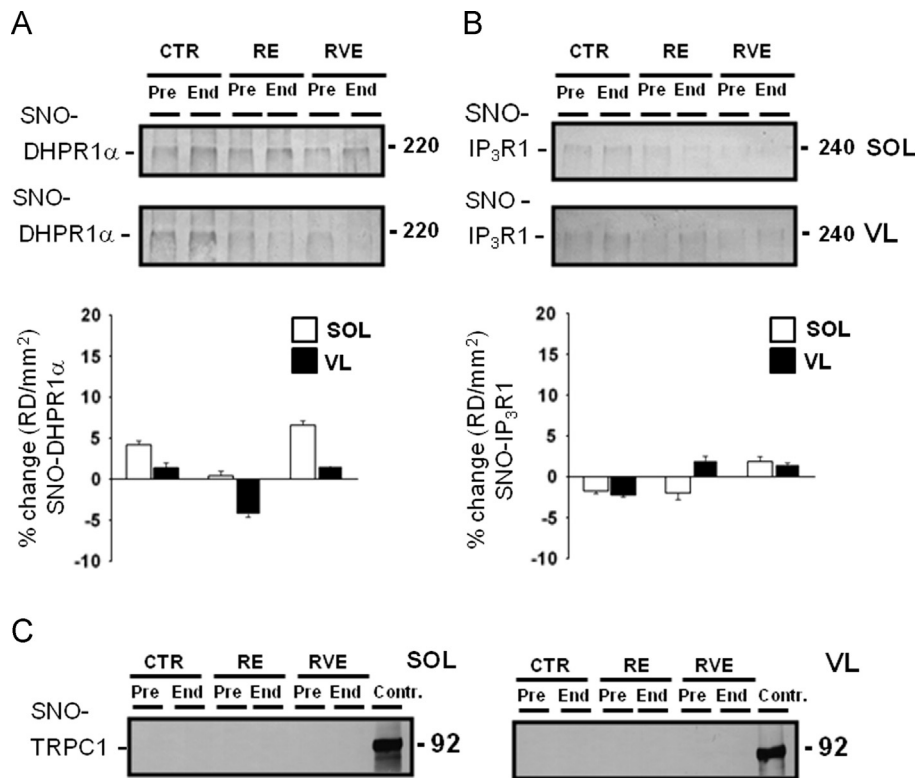 A
CTR RE RVE
Pre End Pre End Pre End
SNO-
DHPR1α - 220
SNO-
DHPR1α - 220
20
15
10
5
0
-5
-10
% change (RD/mm²)
SNO-DHPR1α
SOL
VL
B
CTR RE RVE
Pre End Pre End Pre End
SNO-
IP₃R1 - - 240 SOL
SNO -
IP₃R1 - - 240 VL
20
15
10
5
0
-5
-10
% change (RD/mm²)
SNO-IP₃R1
SOL
VL
C
CTR RE RVE SOL
Pre End Pre End Pre End Contr.
SNO-
TRPC1 - - 92
CTR RE RVE VL
Pre End Pre End Pre End Contr.
- 92